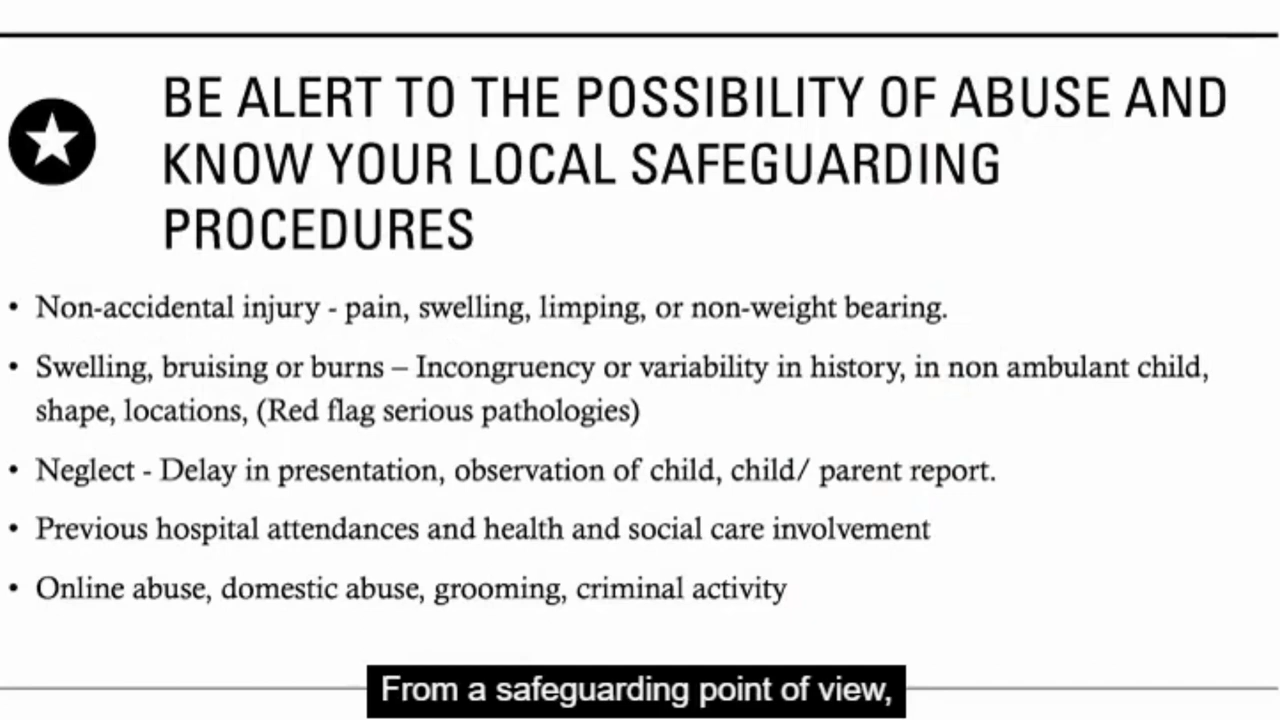 BE ALERT TO THE POSSIBILITY OF ABUSE AND
KNOW YOUR LOCAL SAFEGUARDING
PROCEDURES
• Non-accidental injury - pain, swelling, limping, or non-weight bearing.
• Swelling, bruising or burns – Incongruency or variability in history, in non ambulant child,
shape, locations, (Red flag serious pathologies)
• Neglect - Delay in presentation, observation of child, child/ parent report.
• Previous hospital attendances and health and social care involvement
• Online abuse, domestic abuse, grooming, criminal activity
From a safeguarding point of view,